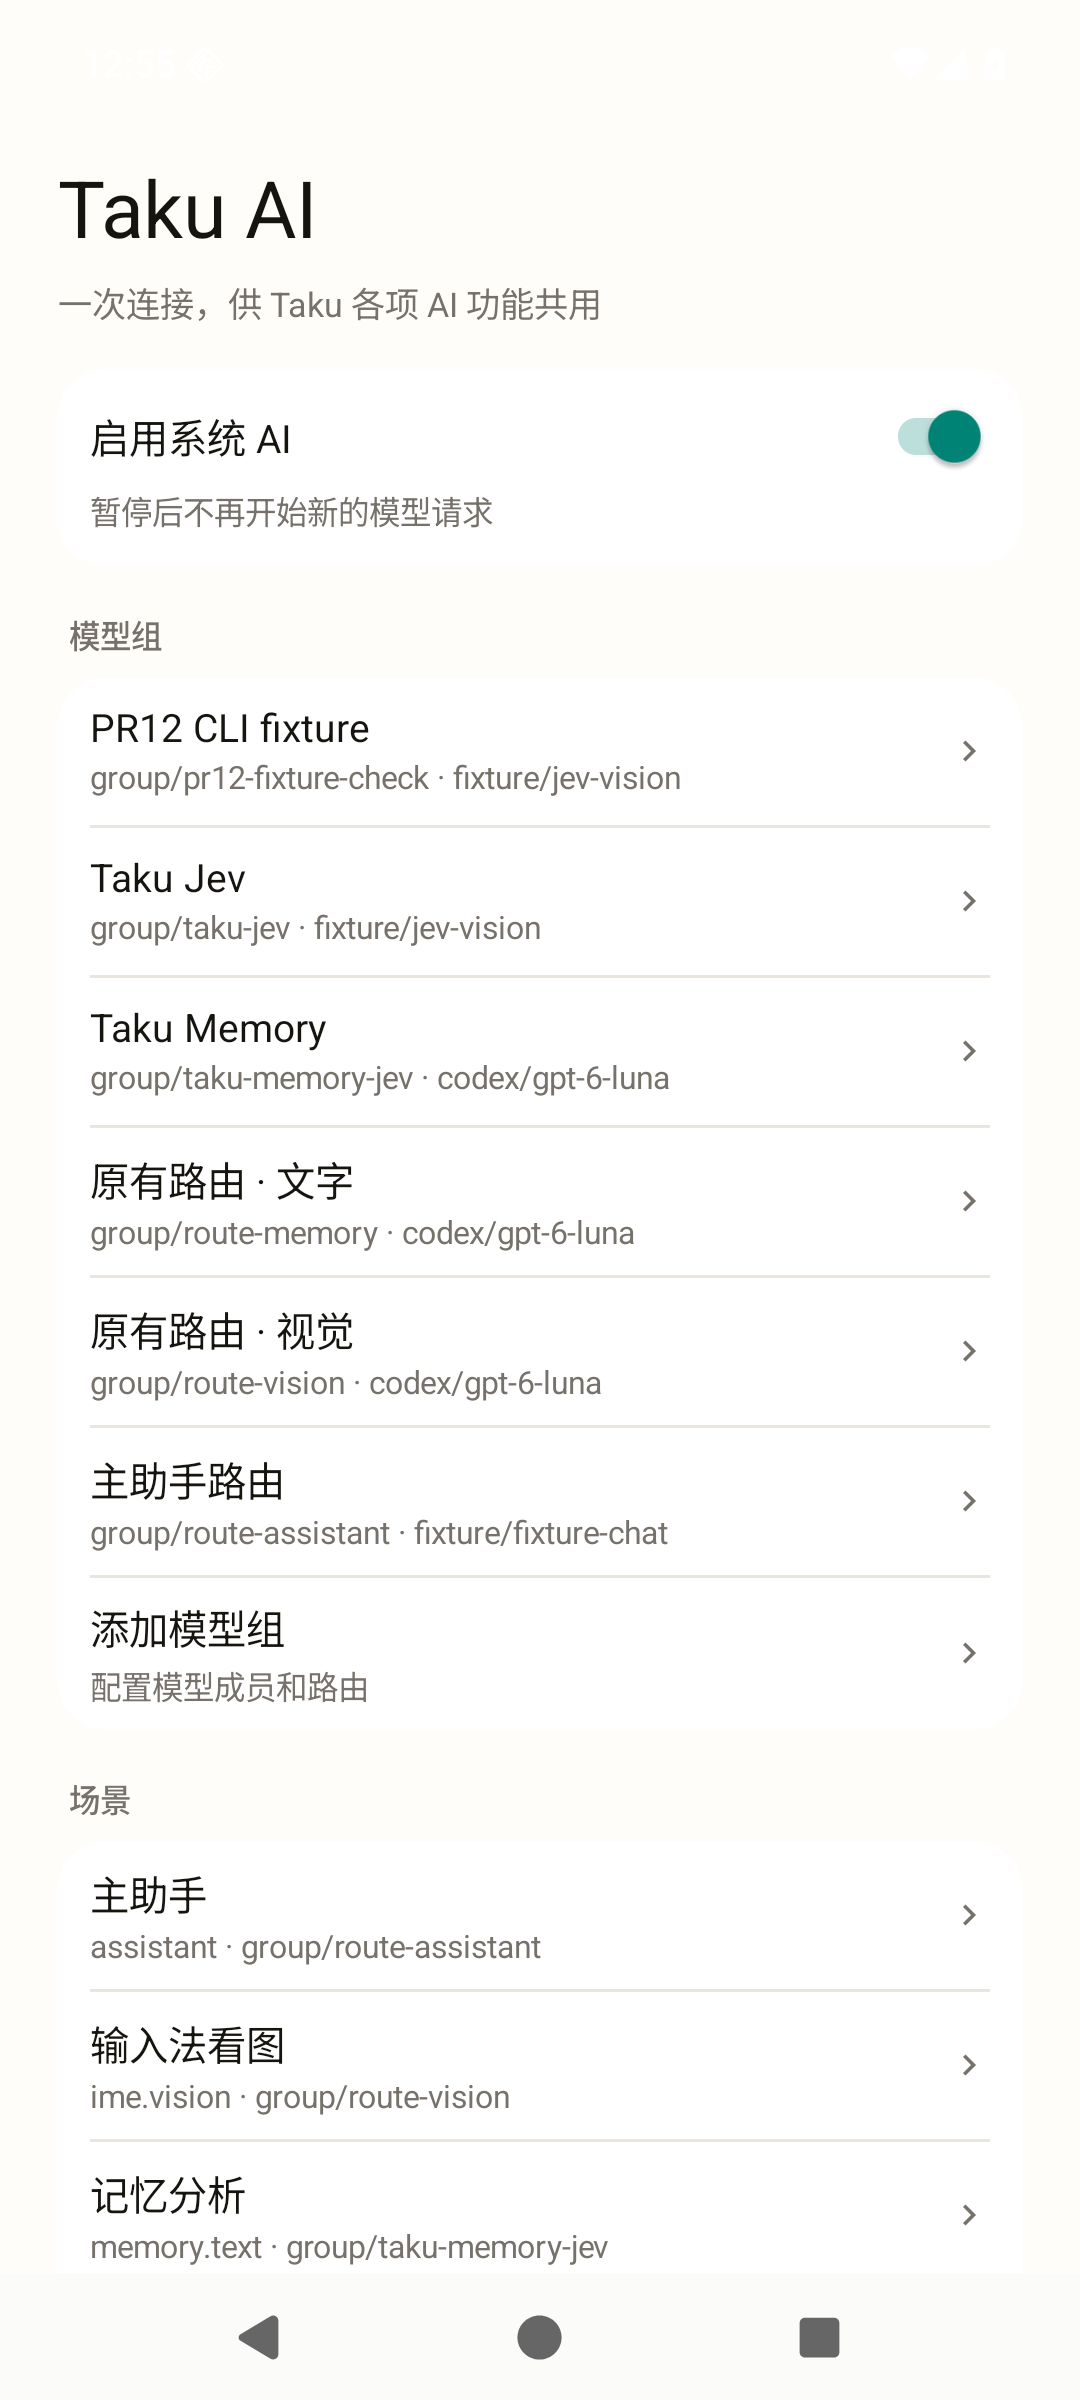 12:55
Taku AI
一次连接，供 Taku 各项 AI 功能共用
启用系统 AI
暂停后不再开始新的模型请求
模型组
PR12 CLI fixture
group/pr12-fixture-check · fixture/jev-vision
Taku Jev
group/taku-jev · fixture/jev-vision
Taku Memory
group/taku-memory-jev · codex/gpt-6-luna
原有路由 · 文字
group/route-memory · codex/gpt-6-luna
原有路由 · 视觉
group/route-vision · codex/gpt-6-luna
主助手路由
group/route-assistant · fixture/fixture-chat
添加模型组
配置模型成员和路由
场景
主助手
assistant · group/route-assistant
输入法看图
ime.vision · group/route-vision
记忆分析
memory.text · group/taku-memory-jev